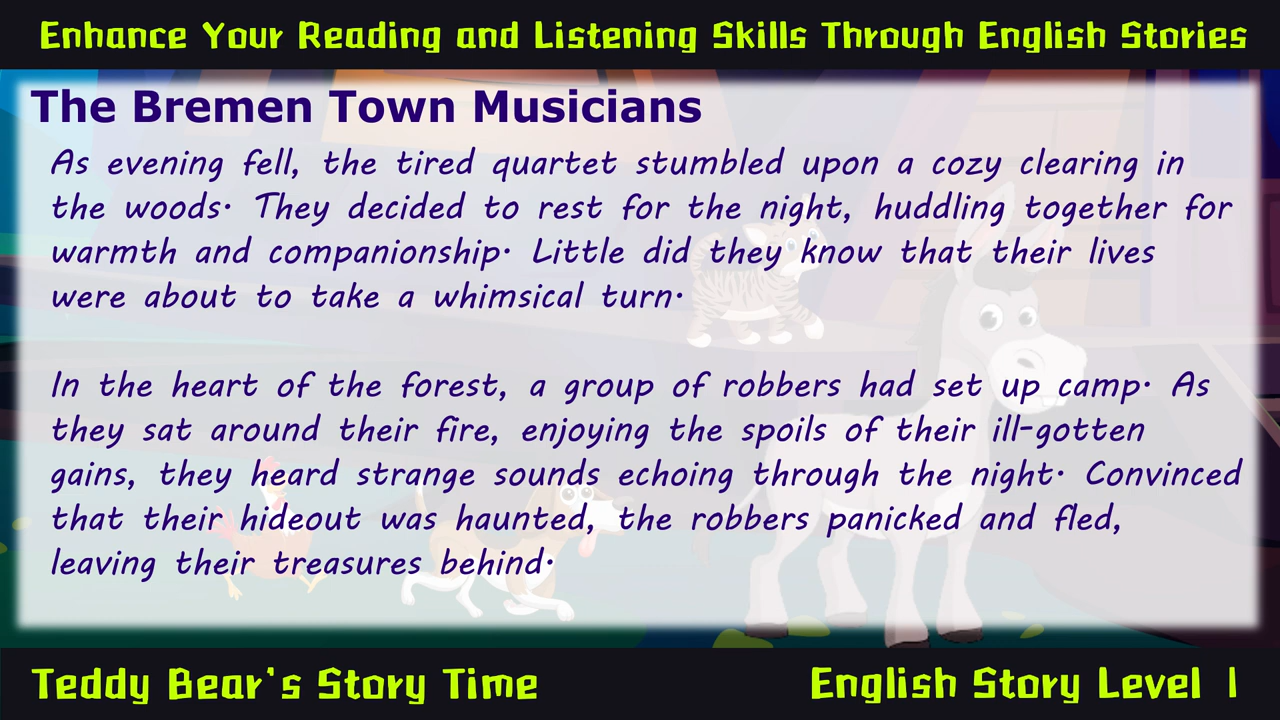 Enhance Your Reading and Listening Skills Through English Stories
The Bremen Town Musicians
As evening fell, the tired quartet stumbled upon a cozy clearing in
the woods. They decided to rest for the night, huddling together for
warmth and companionship. Little did they know that their lives
were about to take a whimsical turn.
In the heart of the forest, a group of robbers had set up camp. As
they sat around their fire, enjoying the spoils of their ill-gotten
gains, they heard strange sounds echoing through the night. Convinced
that their hideout was haunted, the robbers panicked and fled,
leaving their treasures behind.
Teddy Bear's Story Time
English Story Level 1